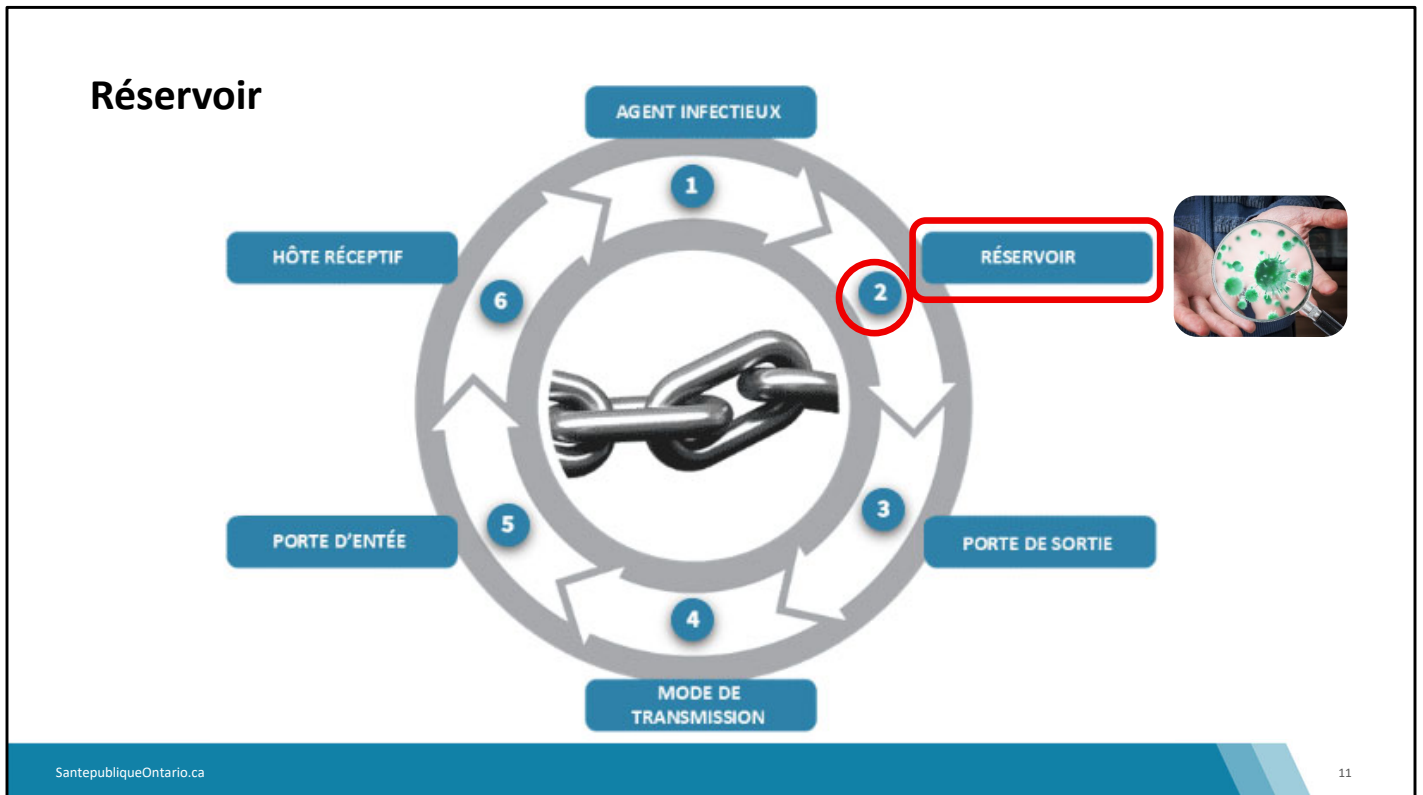 Réservoir
AGENT INFECTIEUX
1
RÉSERVOIR
2
PORTE DE SORTIE
3
MODE DE
TRANSMISSION
4
PORTE D'ENTÉE
5
HÔTE RÉCEPTIF
6
SantepubliqueOntario.ca
11